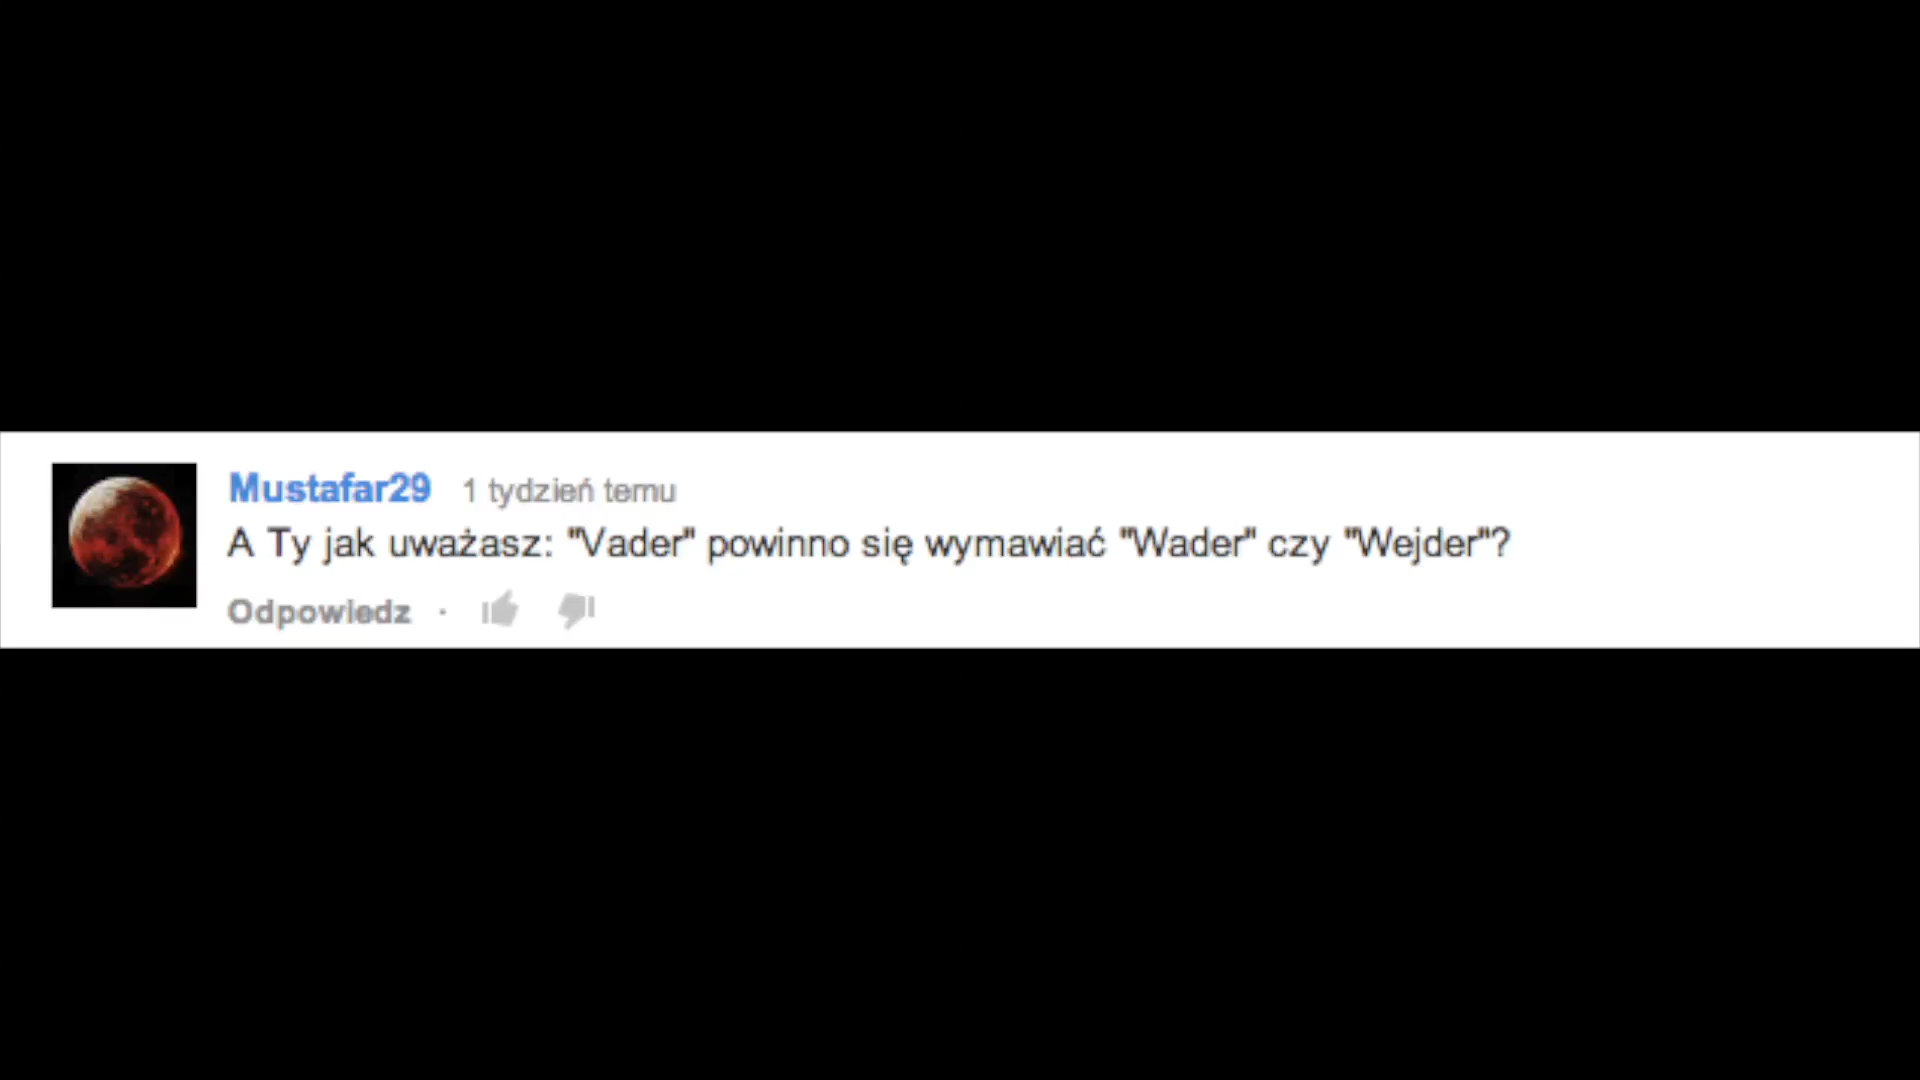 Mustafar29 1 tydzień temu
A Ty jak uważasz: "Vader" powinno się wymawiać "Wader" czy "Wejder"?
Odpowiedz ·